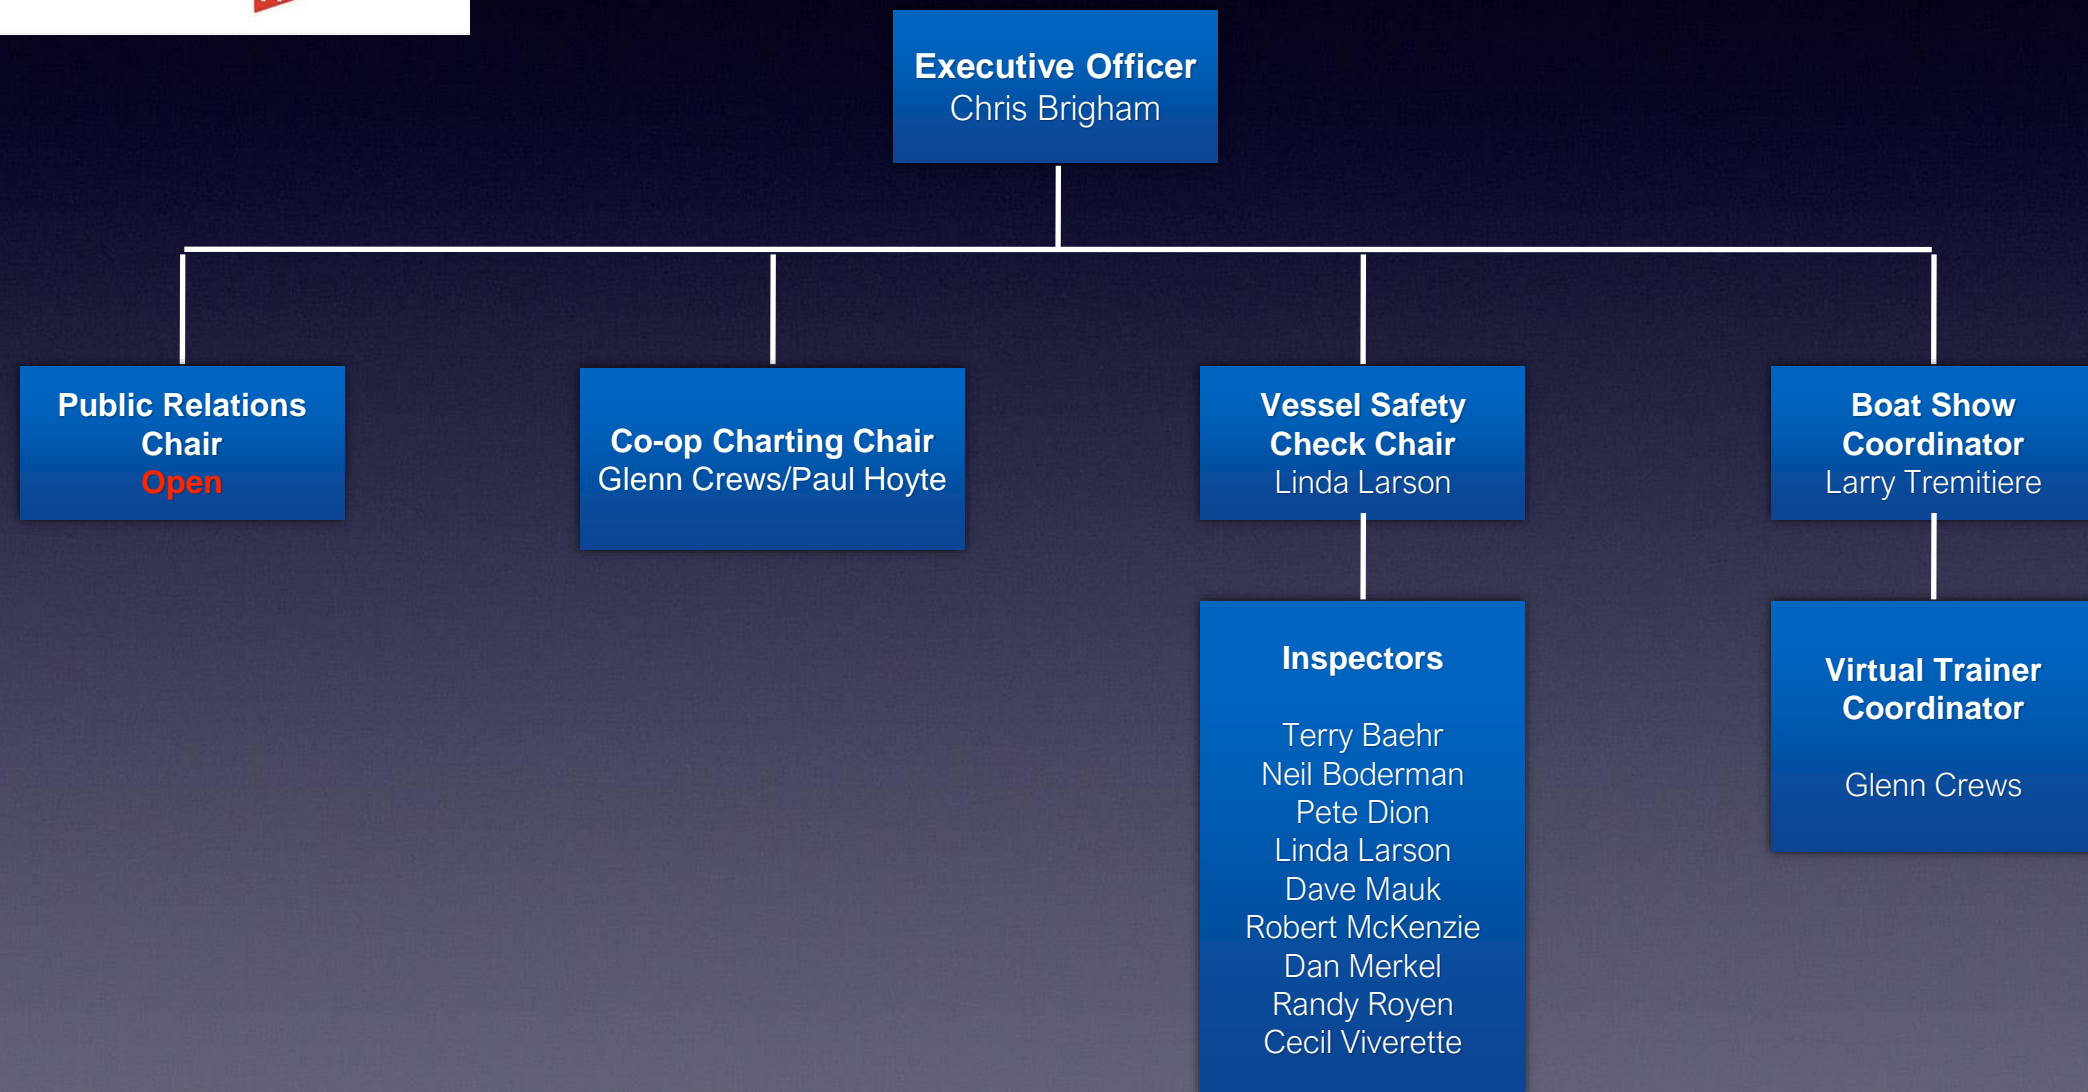 Executive Officer
Chris Brigham
Public Relations
Chair
Open
Co-op Charting Chair
Glenn Crews/Paul Hoyte
Vessel Safety
Check Chair
Linda Larson
Boat Show
Coordinator
Larry Tremitiere
Inspectors
Terry Baehr
Neil Boderman
Pete Dion
Linda Larson
Dave Mauk
Robert McKenzie
Dan Merkel
Randy Royen
Cecil Viverette
Virtual Trainer
Coordinator
Glenn Crews